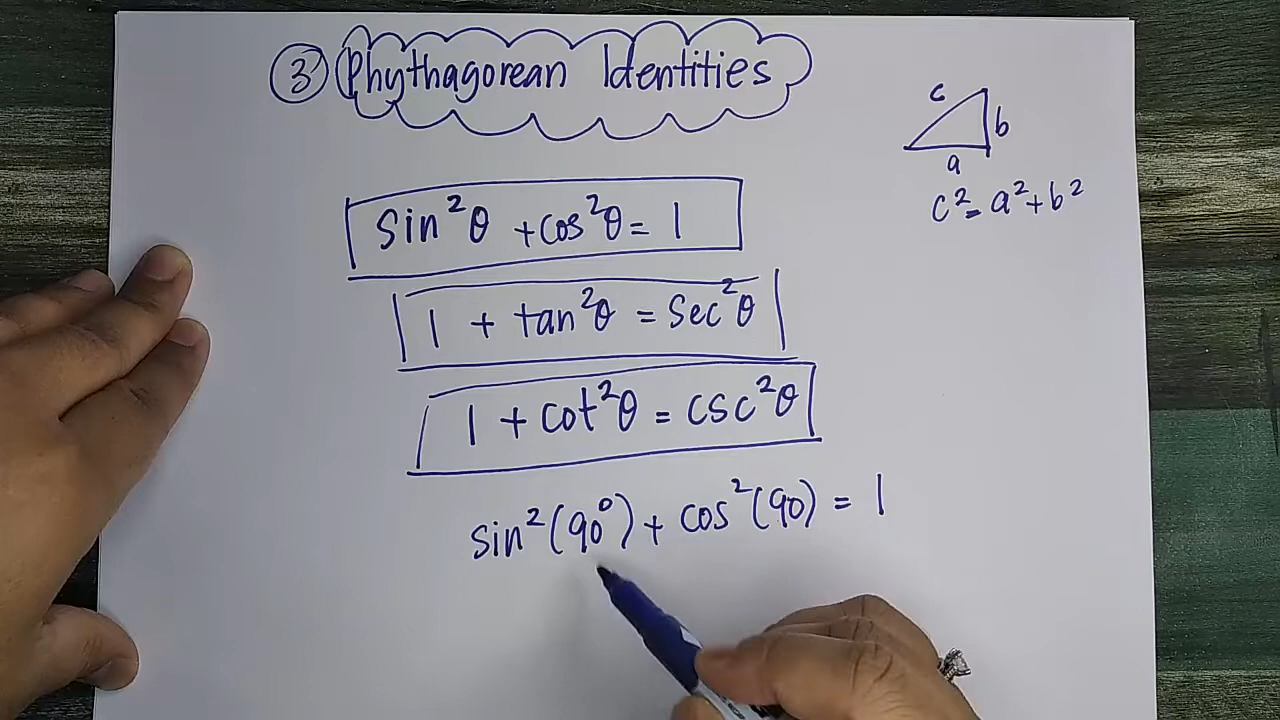 ③ Phythagorean Identities
c
b
a
c² = a² + b²
Sin²θ + cos²θ = 1
1 + tan²θ = Sec²θ
1 + cot²θ = csc²θ
sin²(90°) + cos²(90) = 1